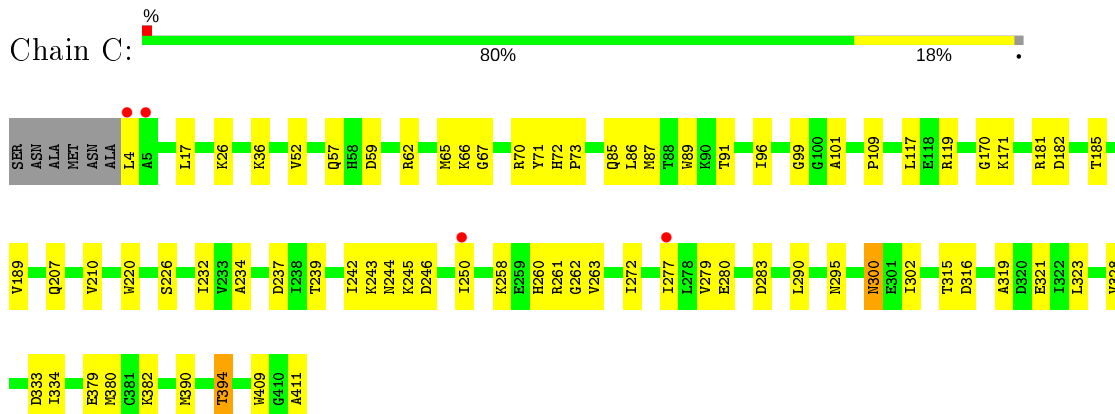 %
Chain C:
80% 18% •
SER ASN ALA MET ASN ALA L4 A5 L17 K26 K36 V52 Q57 H58 D59 R62 M65 K66 G67 R70 Y71 H72 P73 Q85 L86 M87 T88 W89 K90 T91 I96 G99 G100 A101 P109 L117 E118 R119 G170 K171 R181 D182 T185
V189 Q207 V210 W220 S226 I232 V233 A234 D237 I238 T239 I242 K243 N244 K245 D246 I250 K258 E259 H260 R261 G262 V263 I272 I277 L278 V279 E280 D283 L290 N295 N300 E301 I302 T315 D316 A319 D320 E321 I322 L323
D333 I334 E379 M380 C381 K382 M390 T394 W409 G410 A411